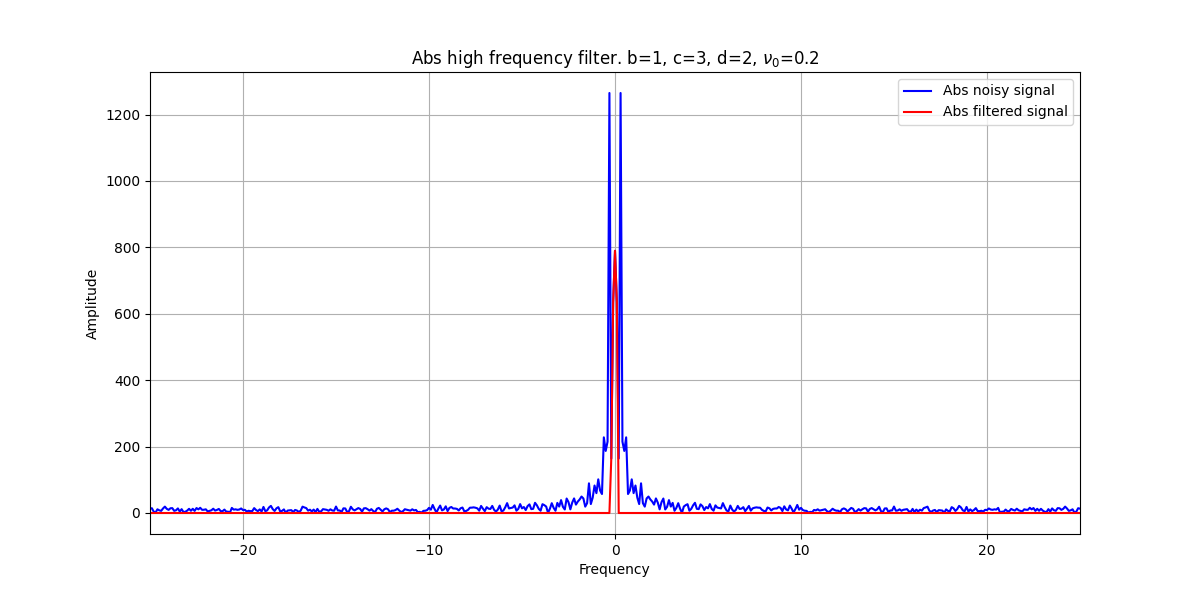 Abs high frequency filter. b=1, c=3, d=2, ν₀=0.2
Abs noisy signal
Abs filtered signal
1200
1000
800
600
400
200
0
Amplitude
−20
−10
0
10
20
Frequency